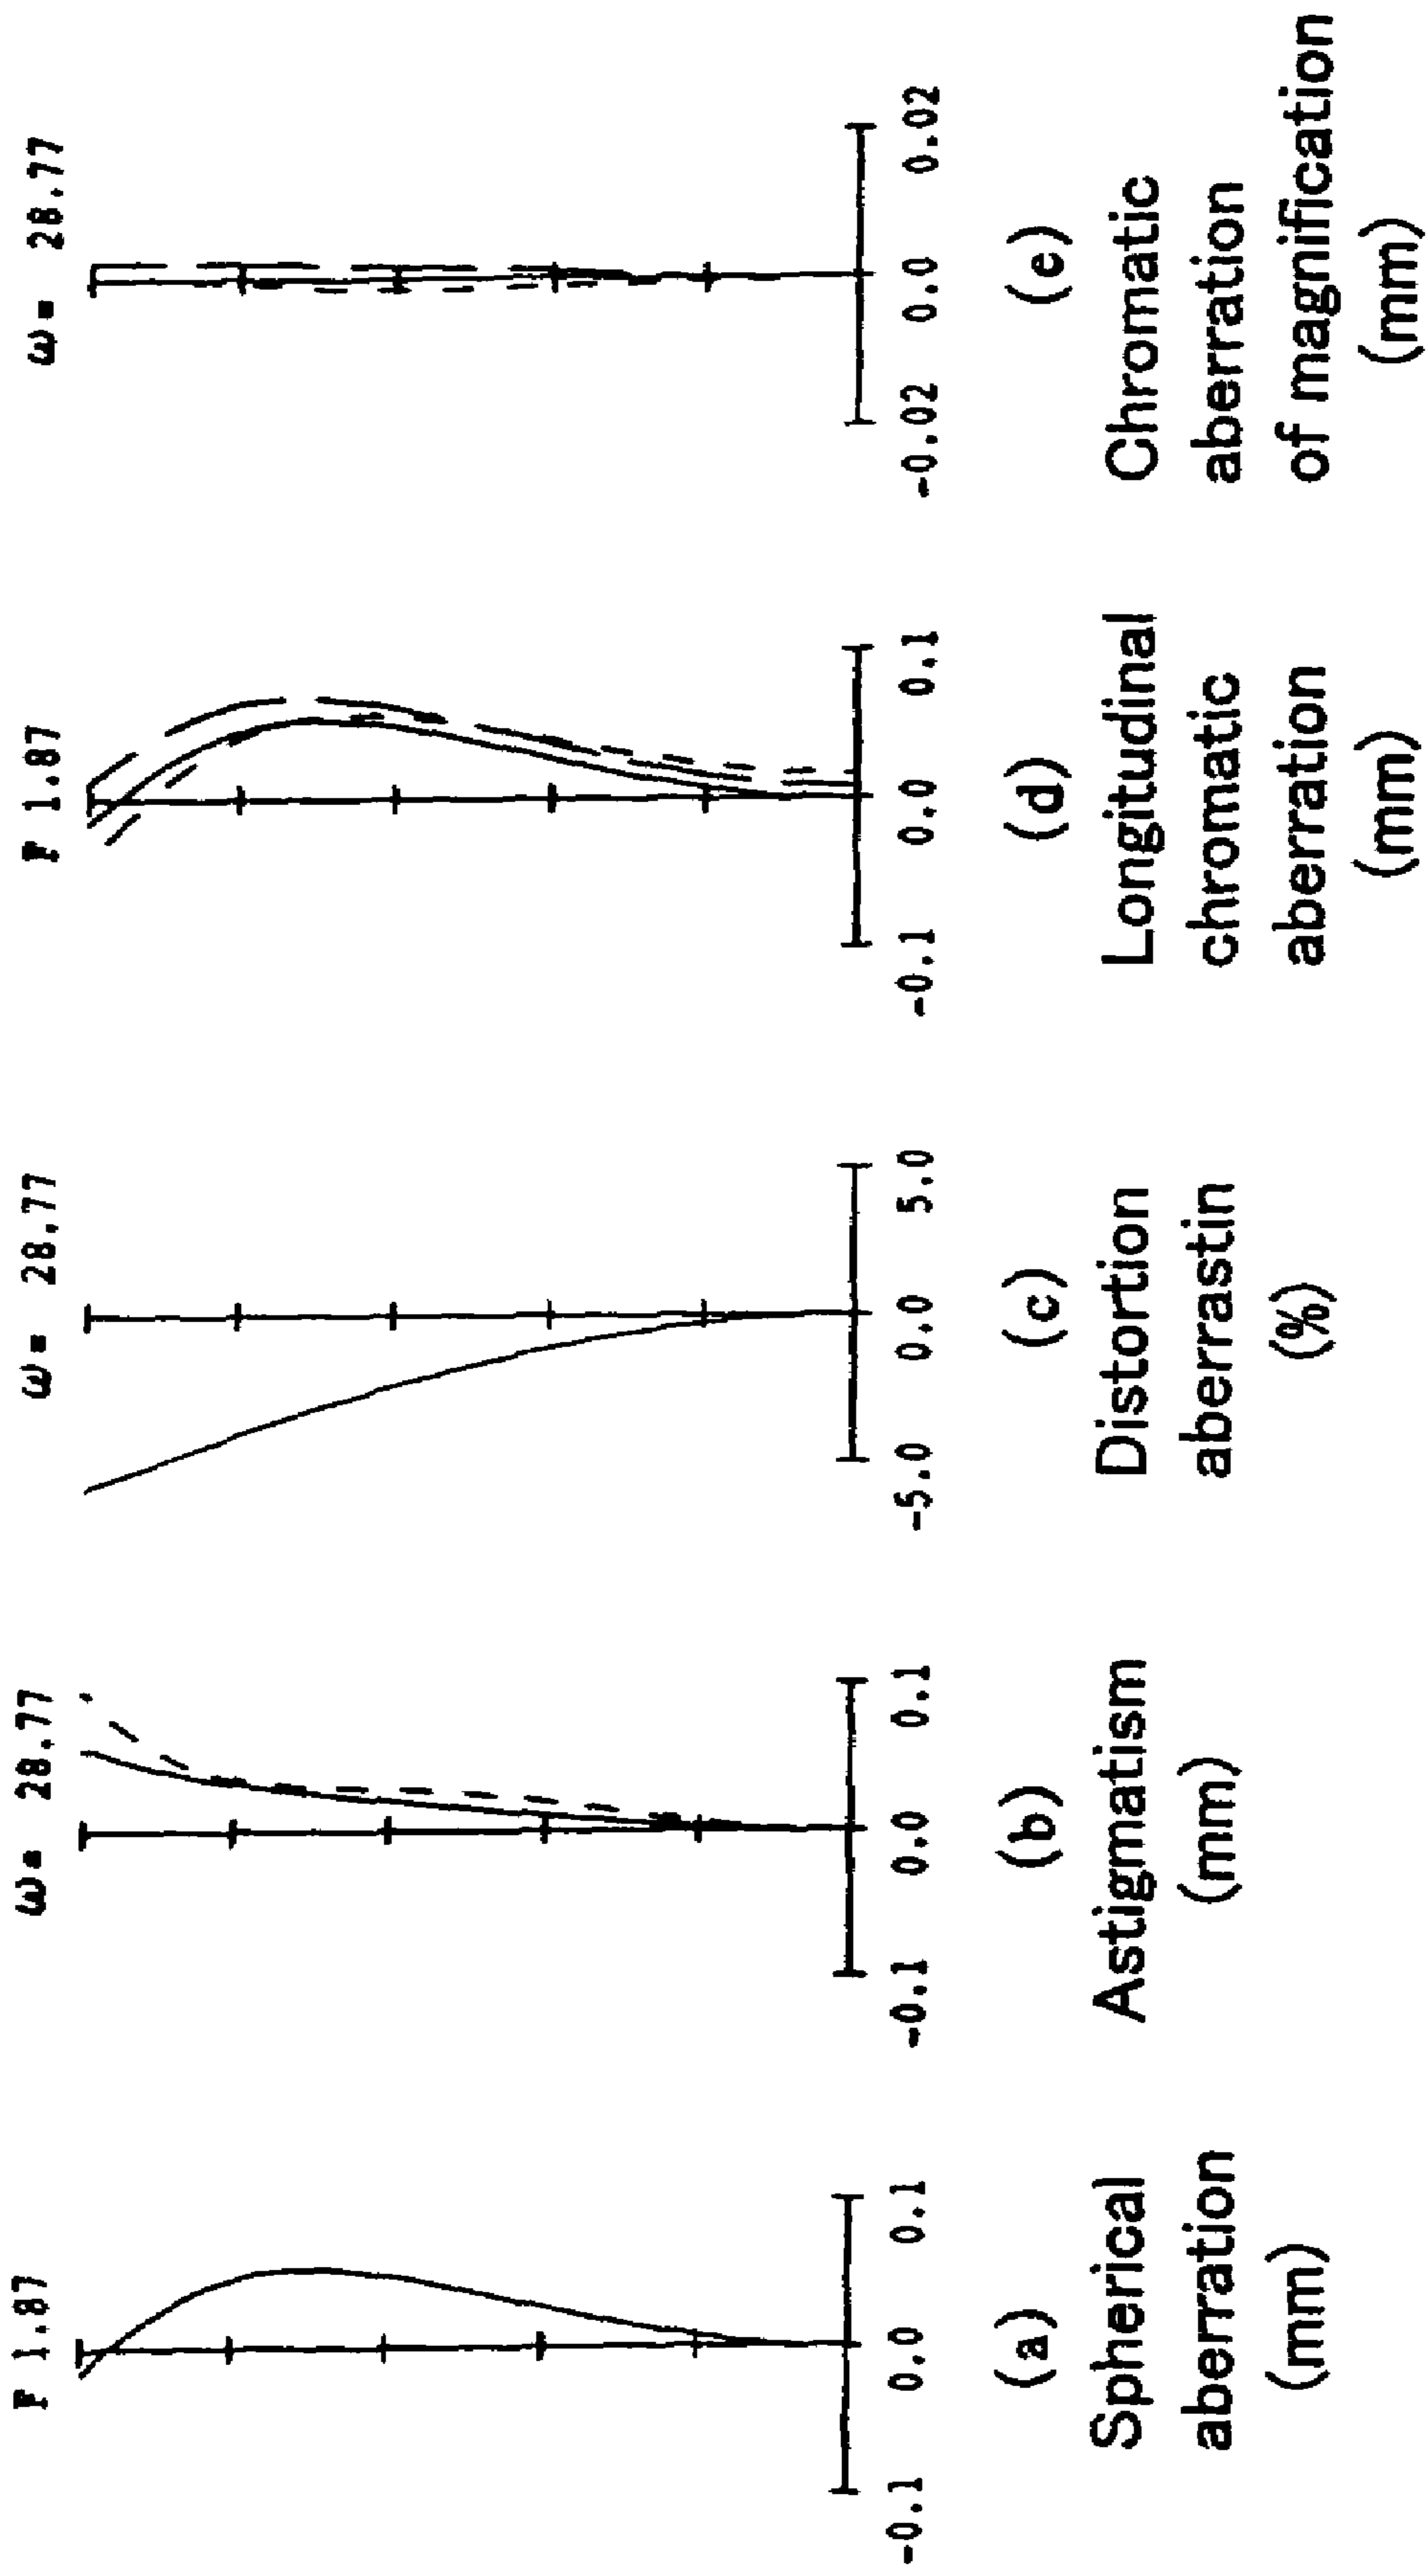 F 1.87
-0.1 0.0 0.1
(a)
Spherical
aberration
(mm)
ω= 28.77
-0.1 0.0 0.1
(b)
Astigmatism
(mm)
ω= 28.77
-5.0 0.0 5.0
(c)
Distortion
aberrastin
(%)
F 1.87
-0.1 0.0 0.1
(d)
Longitudinal
chromatic
aberration
(mm)
ω= 28.77
-0.02 0.0 0.02
(e)
Chromatic
aberration
of magnification
(mm)